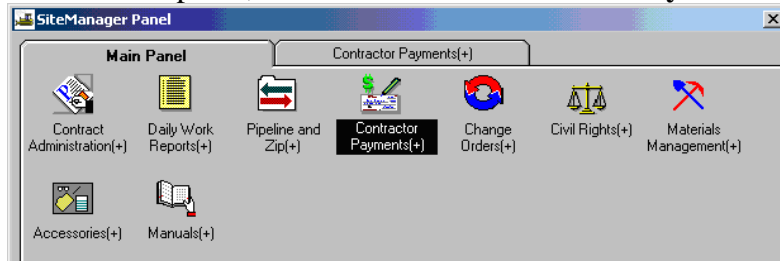 SiteManager Panel
Main Panel
Contractor Payments(+)
Contract
Administration(+)
Daily Work
Reports(+)
Pipeline and
Zip(+)
Contractor
Payments(+)
Change
Orders(+)
Civil Rights(+)
Materials
Management(+)
Accessories(+)
Manuals(+)